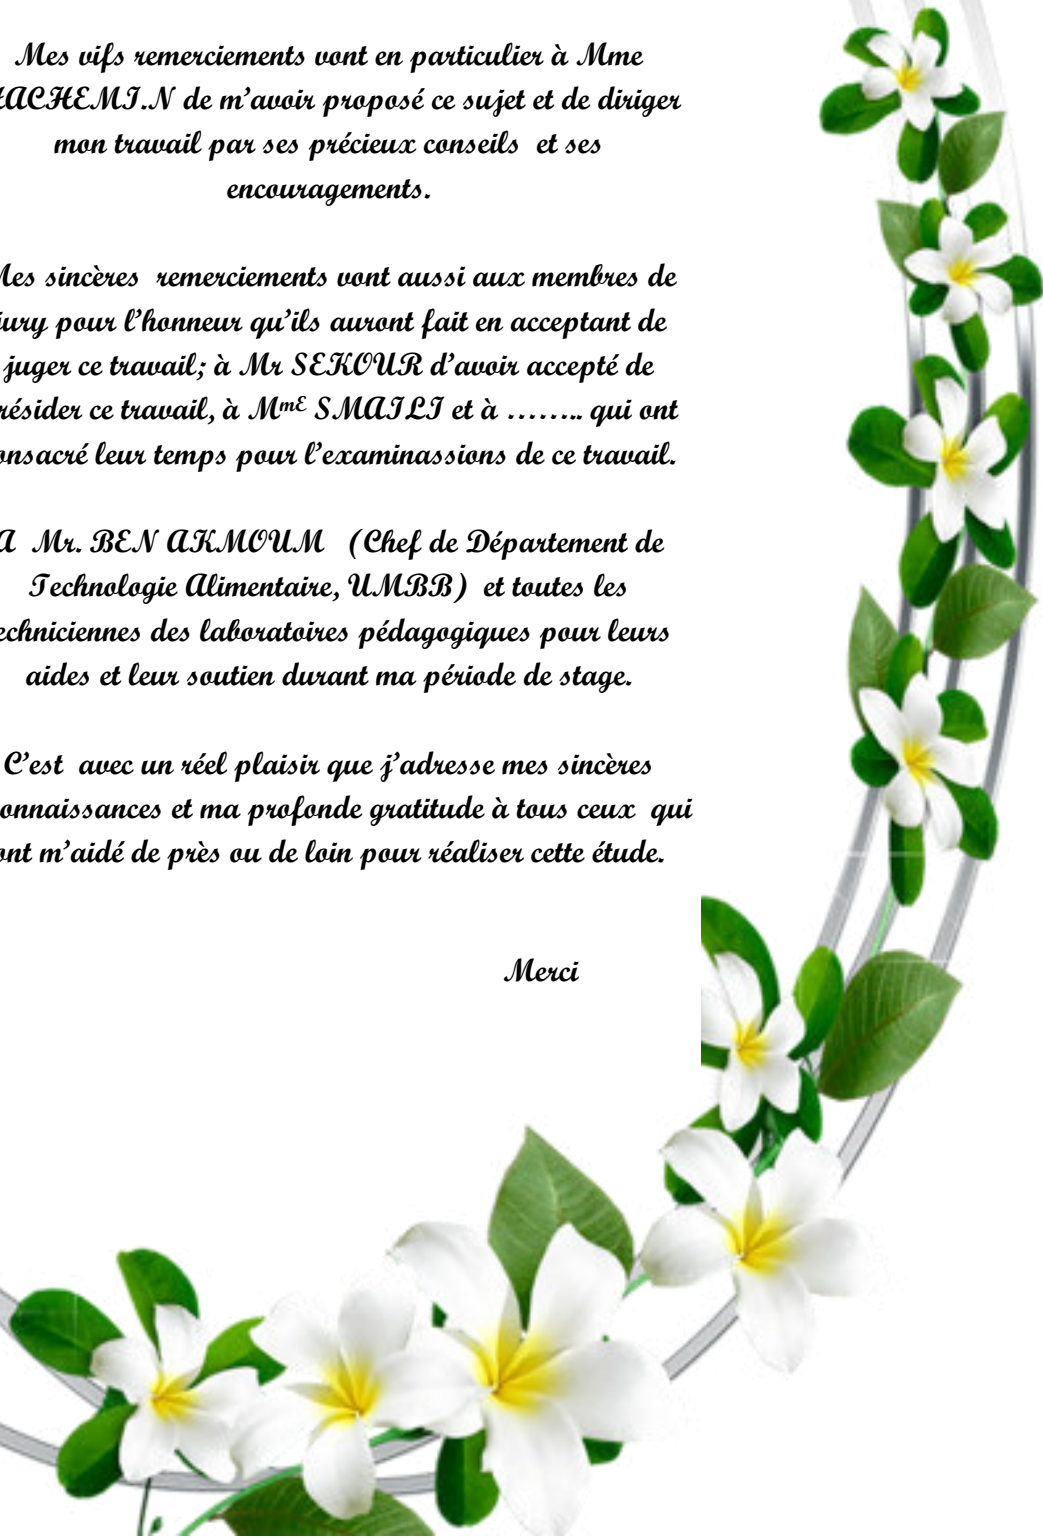 Mes vifs remerciements vont en particulier à Mme
HACHEMI.N de m’avoir proposé ce sujet et de diriger
mon travail par ses précieux conseils et ses
encouragements.
Mes sincères remerciements vont aussi aux membres de
jury pour l’honneur qu’ils auront fait en acceptant de
juger ce travail; à Mr SEKOUR d’avoir accepté de
résider ce travail, à MmE SMAILI et à …….. qui ont
onsacré leur temps pour l’examinassions de ce travail.
A Mr. BEN AKMOUM (Chef de Département de
Technologie Alimentaire, UMBB) et toutes les
echniciennes des laboratoires pédagogiques pour leurs
aides et leur soutien durant ma période de stage.
C’est avec un réel plaisir que j’adresse mes sincères
onnaissances et ma profonde gratitude à tous ceux qui
ont m’aidé de près ou de loin pour réaliser cette étude.
Merci